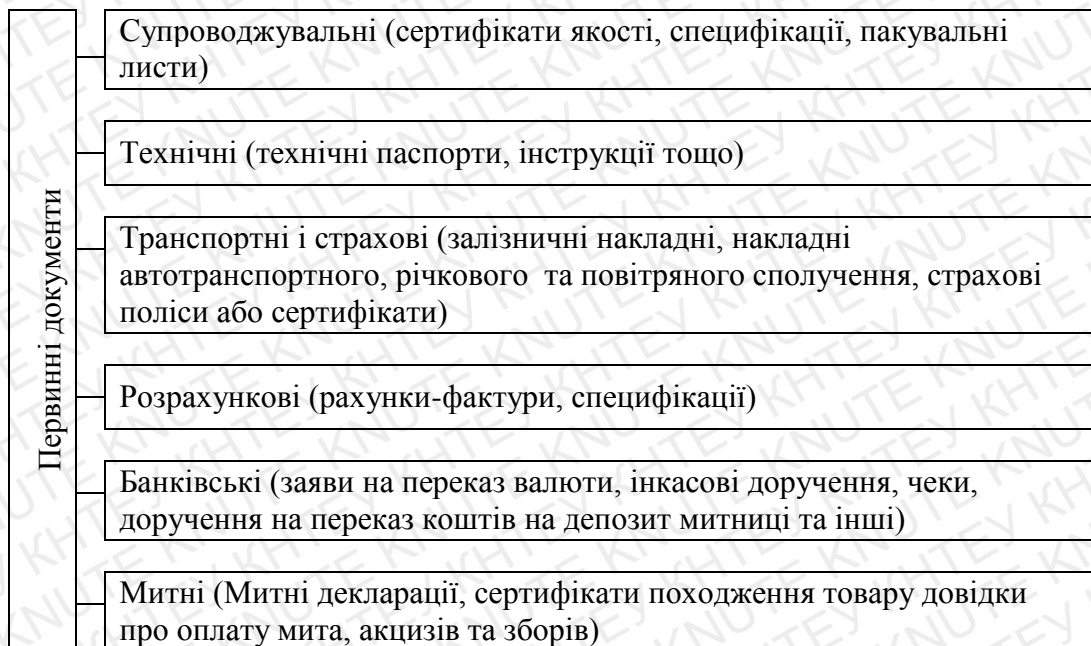 Первинні документи
Супроводжувальні (сертифікати якості, специфікації, пакувальні
листи)
Технічні (технічні паспорти, інструкції тощо)
Транспортні і страхові (залізничні накладні, накладні
автотранспортного, річкового та повітряного сполучення, страхові
поліси або сертифікати)
Розрахункові (рахунки-фактури, специфікації)
Банківські (заяви на переказ валюти, інкасові доручення, чеки,
доручення на переказ коштів на депозит митниці та інші)
Митні (Митні декларації, сертифікати походження товару довідки
про оплату мита, акцизів та зборів)